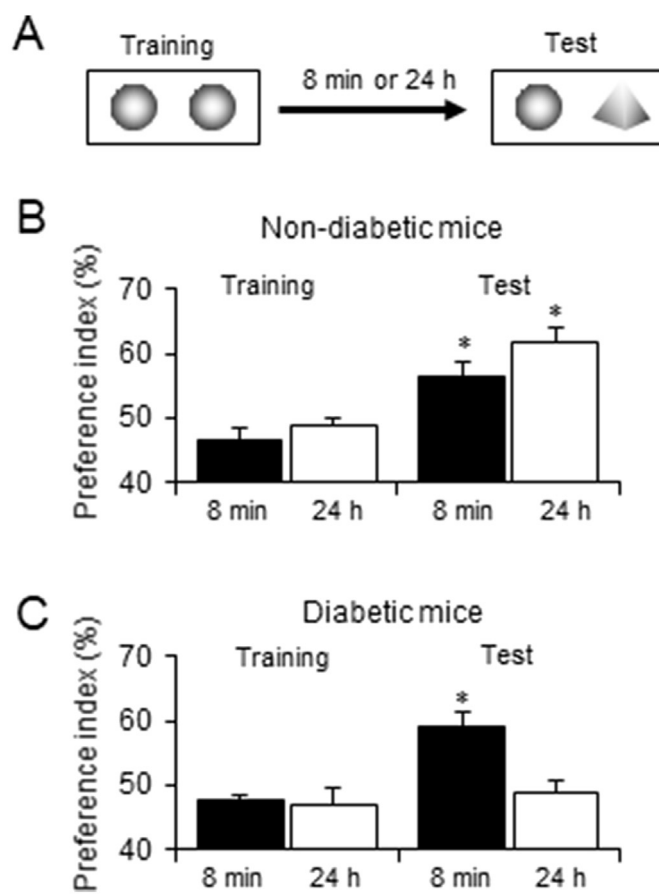 A
Training
Test
8 min or 24 h
B
Non-diabetic mice
Preference index (%)
70
60
50
40
Training
Test
*
*
8 min
24 h
8 min
24 h
C
Diabetic mice
Preference index (%)
70
60
50
40
Training
Test
*
8 min
24 h
8 min
24 h